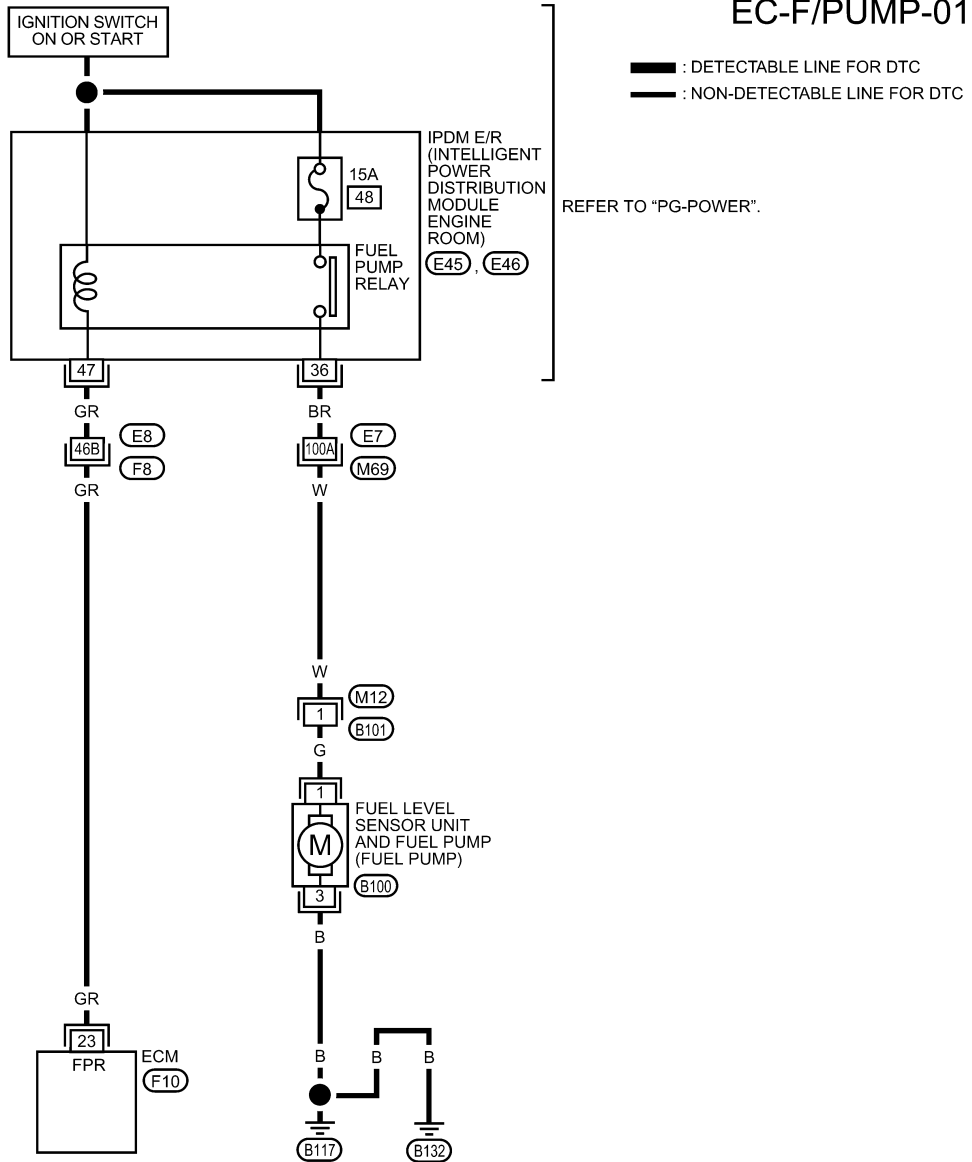 EC-F/PUMP-01
IGNITION SWITCH
ON OR START
: DETECTABLE LINE FOR DTC
: NON-DETECTABLE LINE FOR DTC
IPDM E/R
(INTELLIGENT
POWER
DISTRIBUTION
MODULE
ENGINE
ROOM)
E45 , E46
15A
48
REFER TO “PG-POWER”.
FUEL
PUMP
RELAY
47
36
GR
BR
46B
E8
F8
100A
E7
M69
GR
W
W
1
M12
B101
G
1
FUEL LEVEL
SENSOR UNIT
AND FUEL PUMP
(FUEL PUMP)
M
B100
3
B
GR
23
FPR
ECM
F10
B
B
B
B117
B132